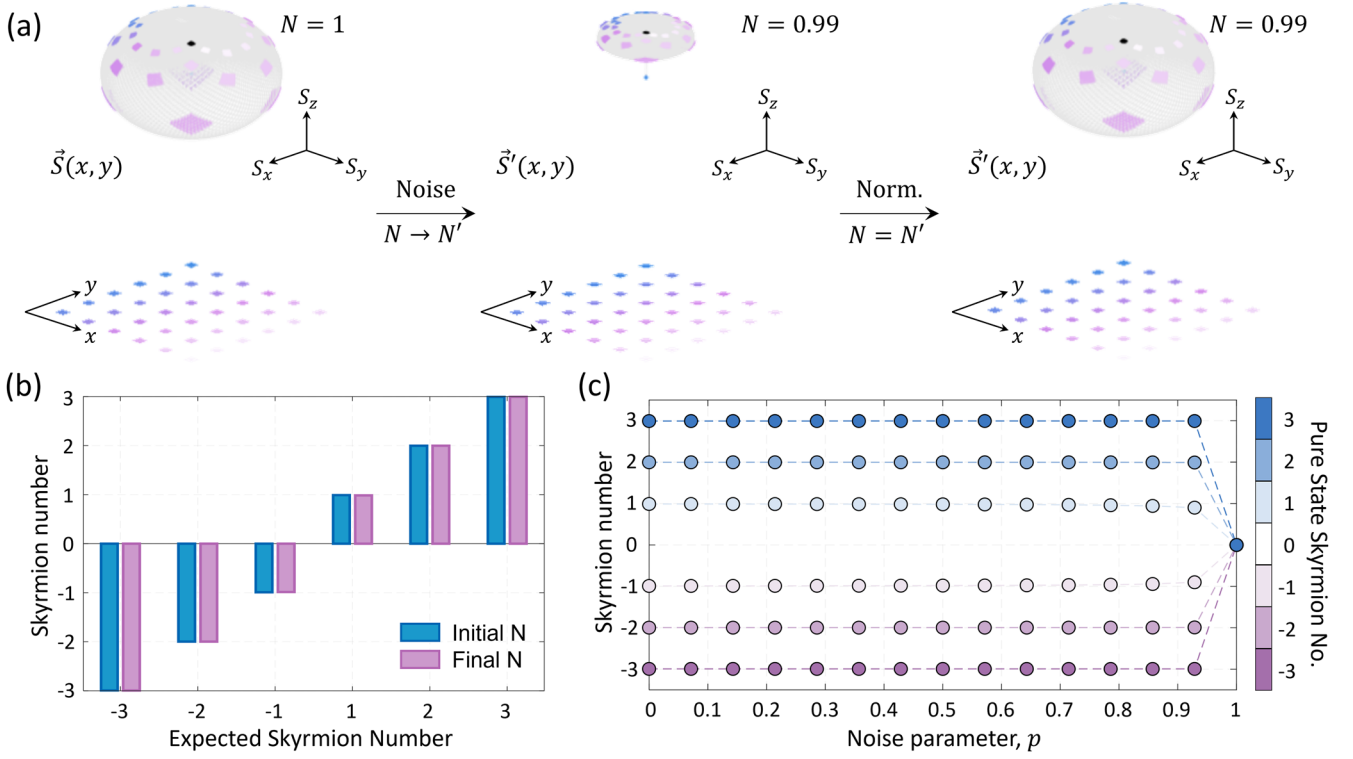 (a)
N = 1
N = 0.99
N = 0.99
S_z
S_z
S_z
S⃗(x, y)
S_x
S_y
S⃗′(x, y)
S_x
S_y
S⃗′(x, y)
S_x
S_y
Noise
N → N′
Norm.
N = N′
y
x
y
x
y
x
(b)
3
2
1
0
-1
-2
-3
Skyrmion number
-3 -2 -1 1 2 3
Expected Skyrmion Number
Initial N
Final N
(c)
3
2
1
0
-1
-2
-3
Skyrmion number
0 0.1 0.2 0.3 0.4 0.5 0.6 0.7 0.8 0.9 1
Noise parameter, p
3
2
1
0
-1
-2
-3
Pure State Skyrmion No.